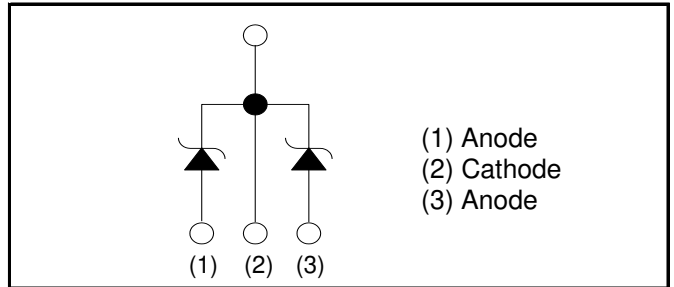 (1) Anode
(2) Cathode
(3) Anode
(1) (2) (3)